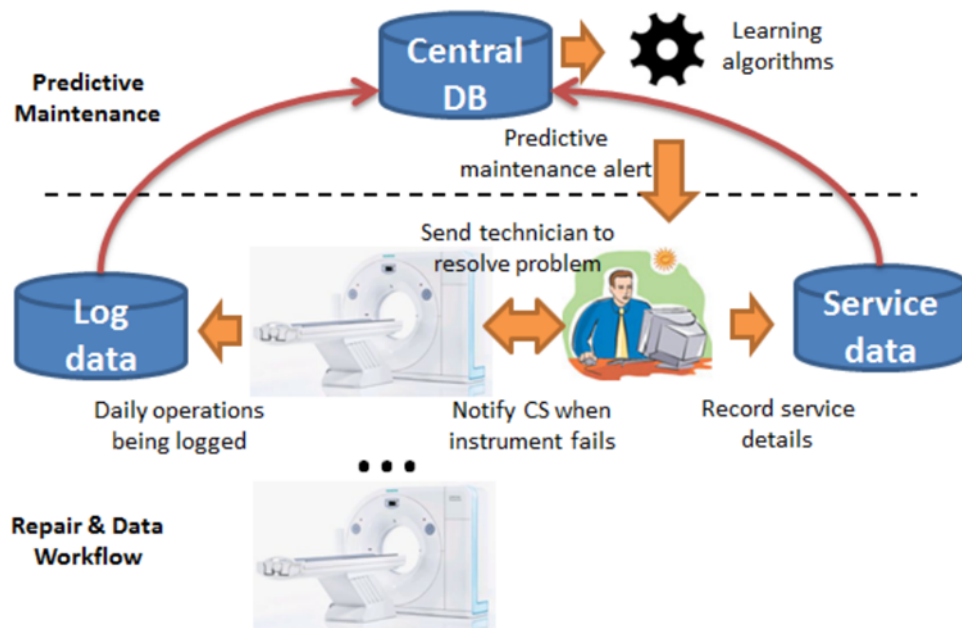 Central
DB
Learning
algorithms
Predictive
Maintenance
Predictive
maintenance alert
Send technician to
resolve problem
Log
data
Service
data
Daily operations
being logged
Notify CS when
instrument fails
Record service
details
...
Repair & Data
Workflow